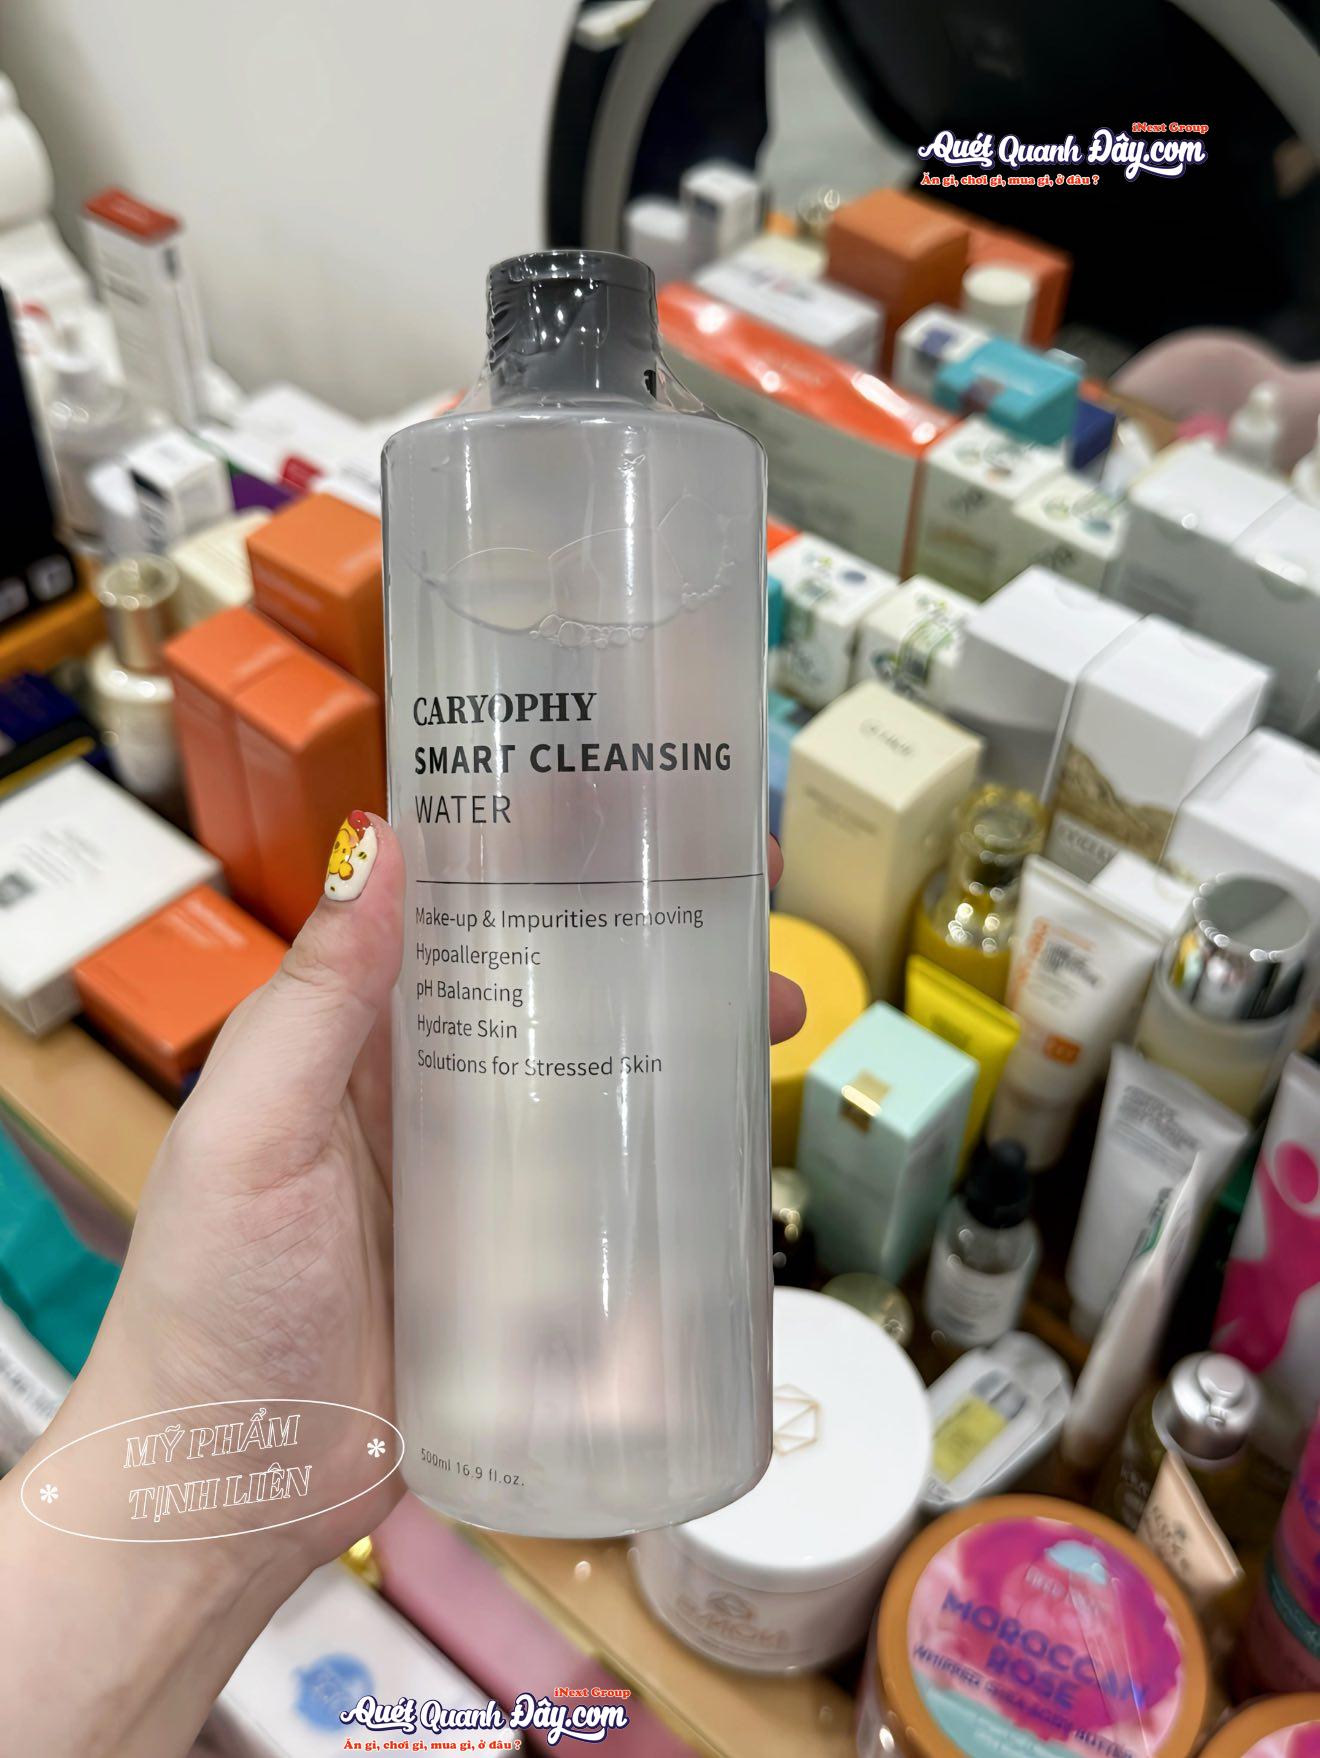 iNext Group
Quét Quanh Đây.com
Ăn gì, chơi gì, mua gì, ở đâu ?
CARYOPHY
SMART CLEANSING
WATER
Make-up & Impurities removing
Hypoallergenic
pH Balancing
Hydrate Skin
Solutions for Stressed Skin
500ml 16.9 fl.oz.
MỸ PHẨM
TỊNH LIÊN
MOROCCAN
ROSE
iNext Group
Quét Quanh Đây.com
Ăn gì, chơi gì, mua gì, ở đâu ?